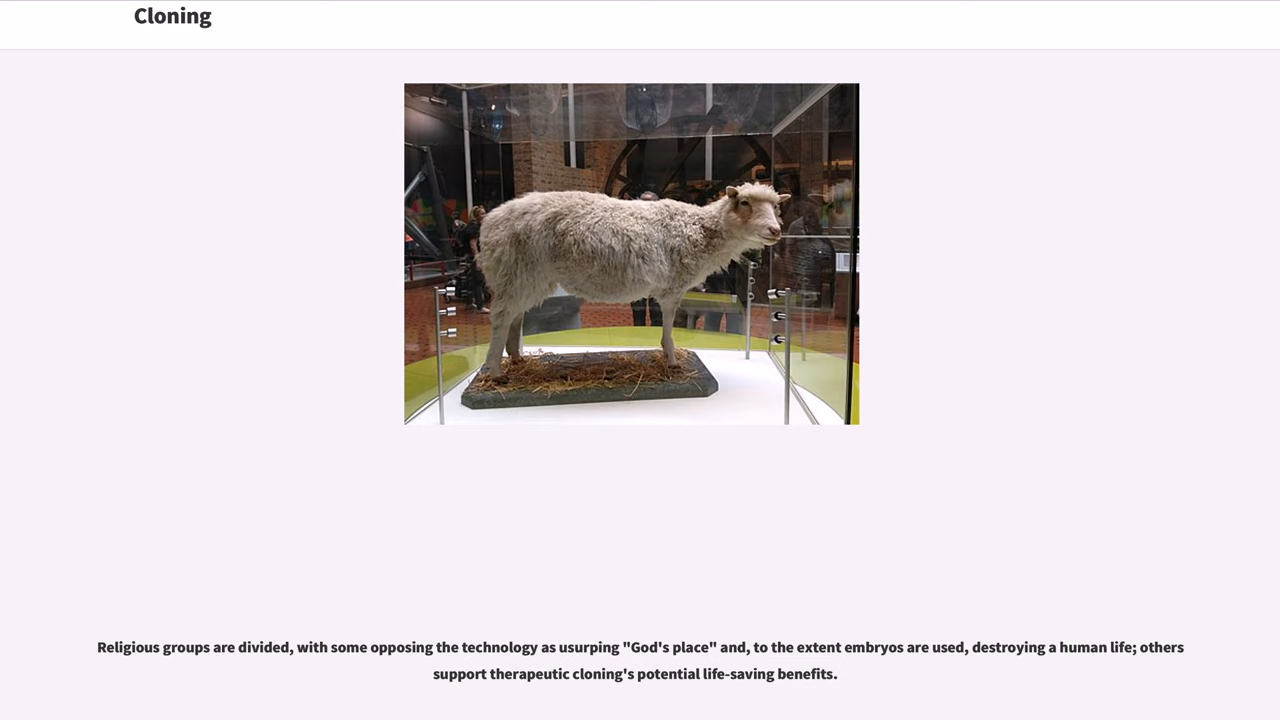 Cloning
Religious groups are divided, with some opposing the technology as usurping "God's place" and, to the extent embryos are used, destroying a human life; others
support therapeutic cloning's potential life-saving benefits.